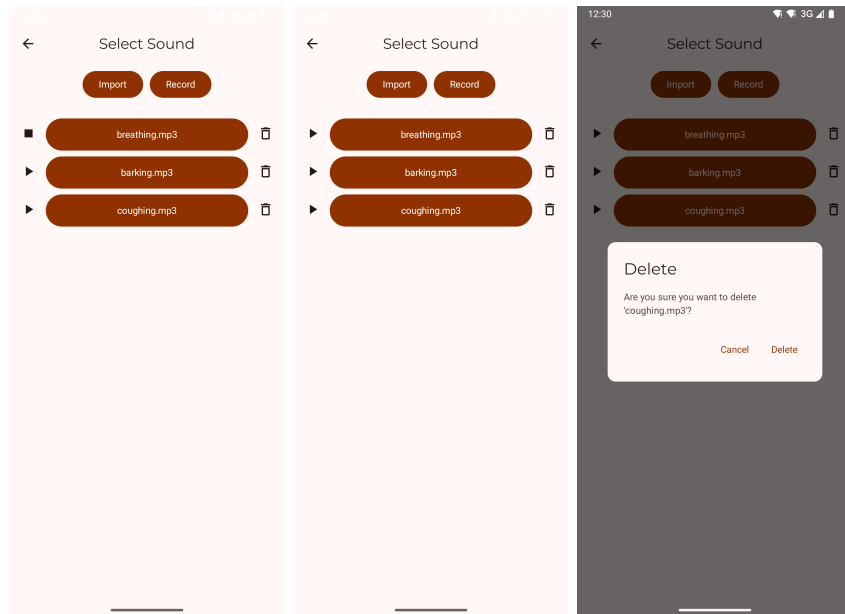 Select Sound
Import Record
breathing.mp3
barking.mp3
coughing.mp3
Select Sound
Import Record
breathing.mp3
barking.mp3
coughing.mp3
12:30 3G
Select Sound
Import Record
breathing.mp3
barking.mp3
coughing.mp3
Delete
Are you sure you want to delete
'coughing.mp3'?
Cancel Delete